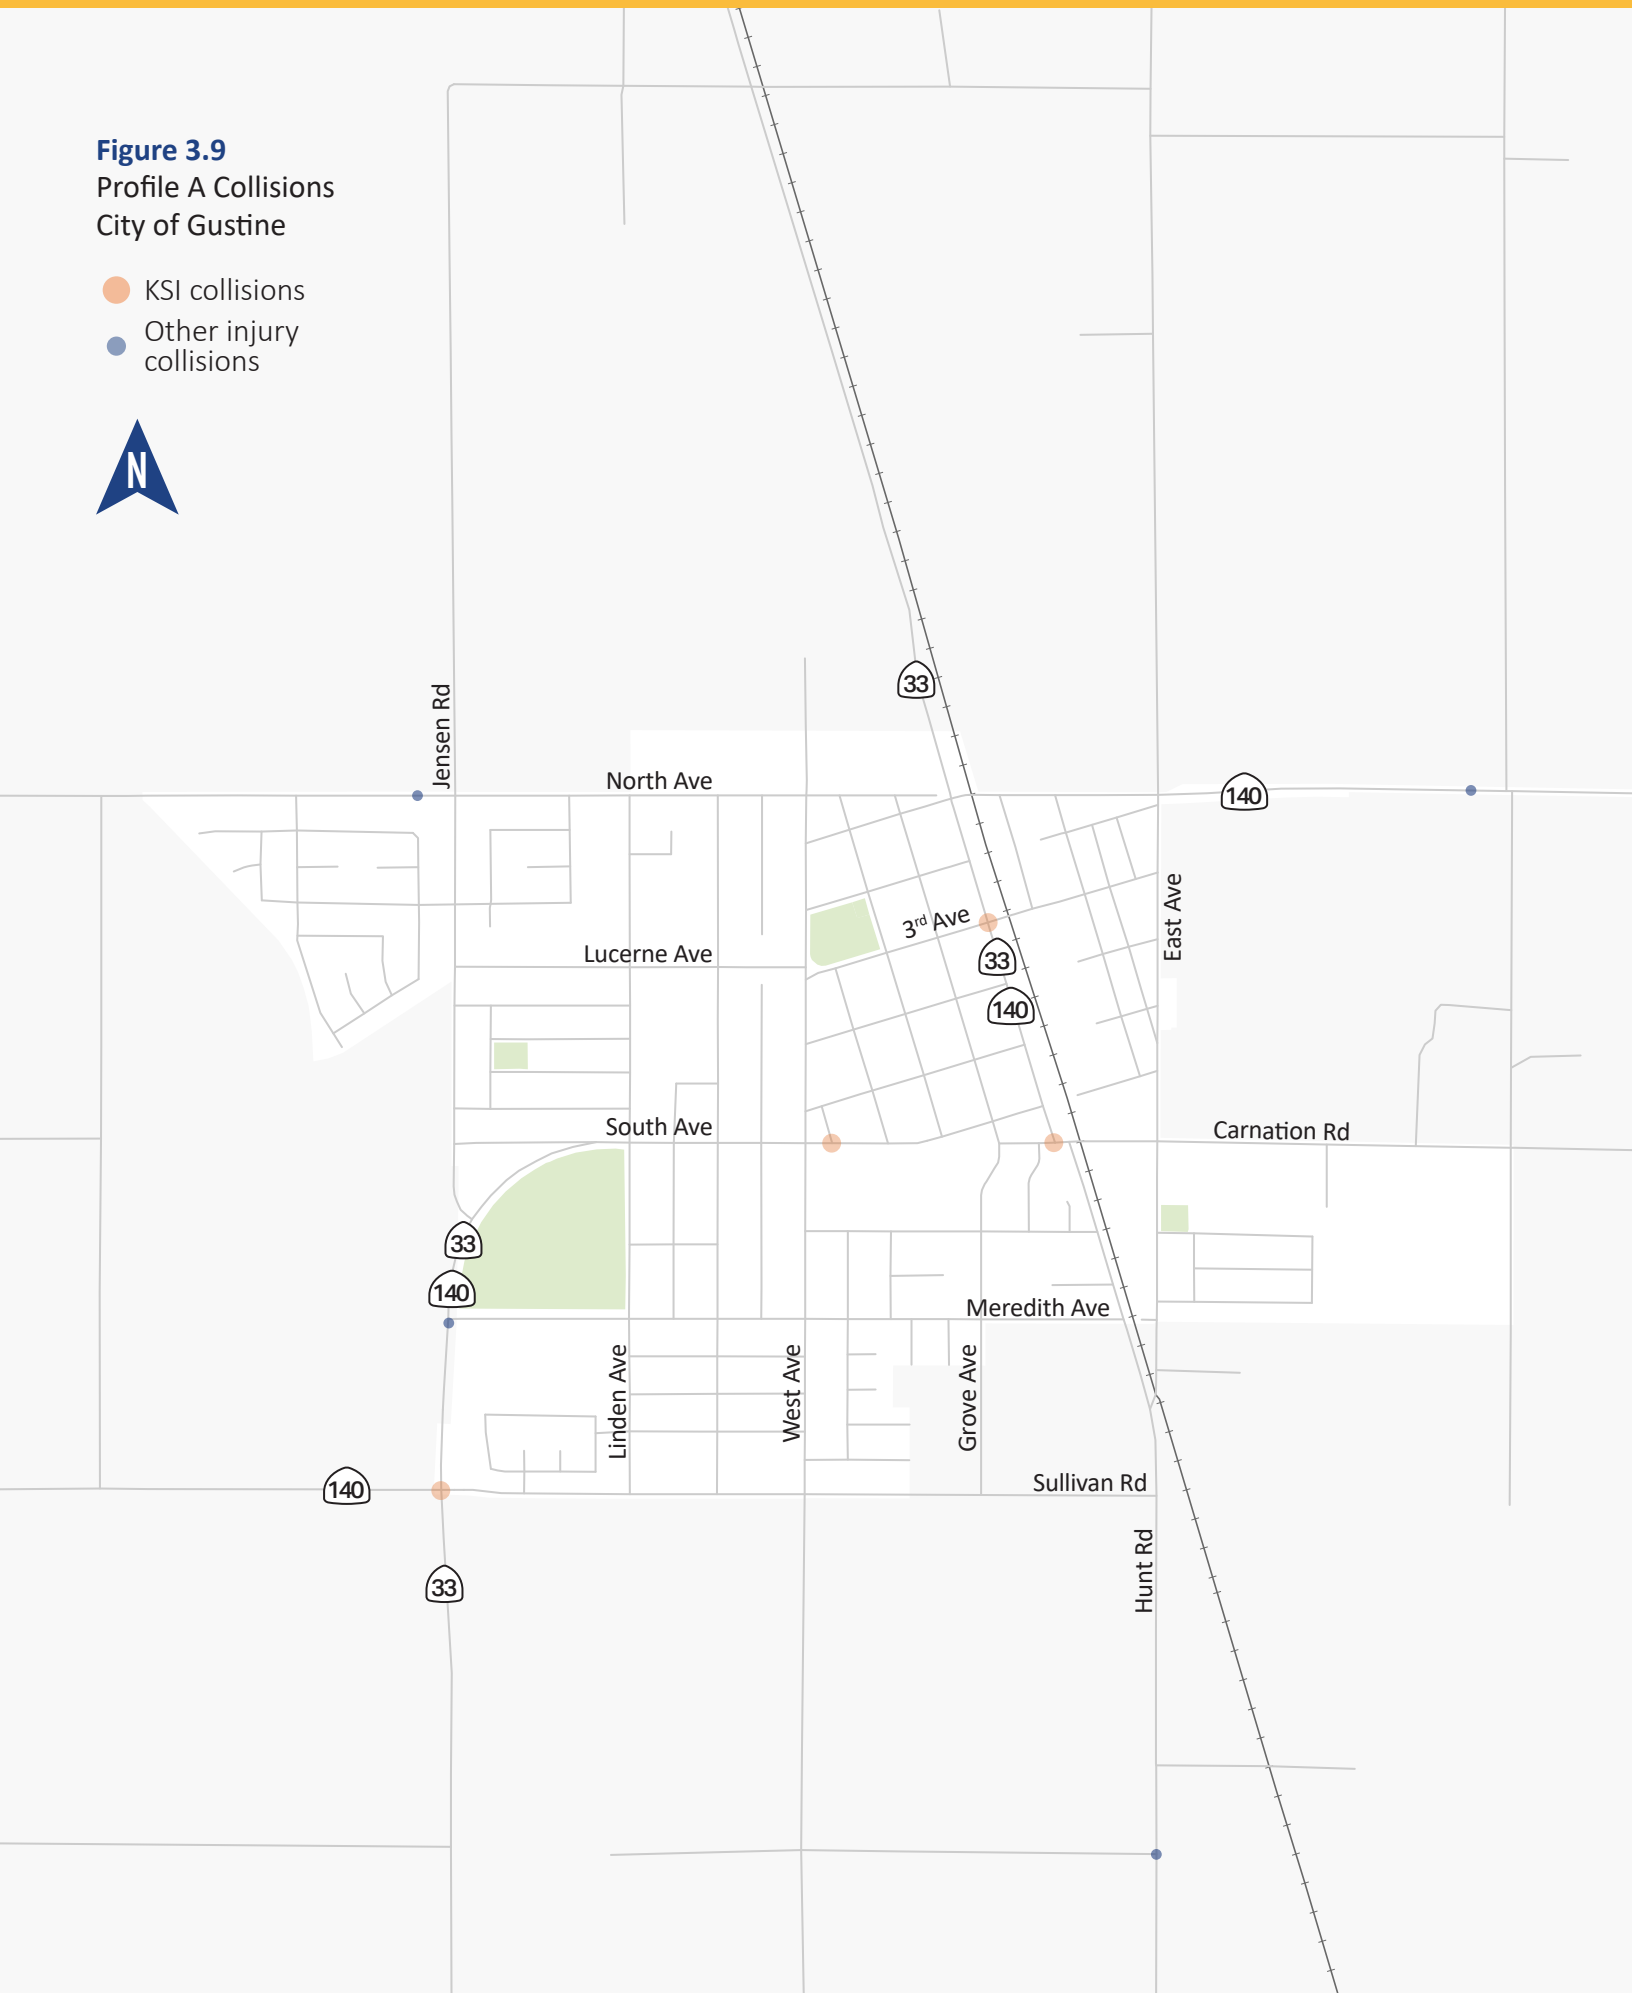 Figure 3.9
Profile A Collisions
City of Gustine
KSI collisions
Other injury
collisions
N
33
Jensen Rd
North Ave
140
3rd Ave
East Ave
Lucerne Ave
33
140
South Ave
Carnation Rd
33
140
Meredith Ave
Linden Ave
West Ave
Grove Ave
140
Sullivan Rd
Hunt Rd
33